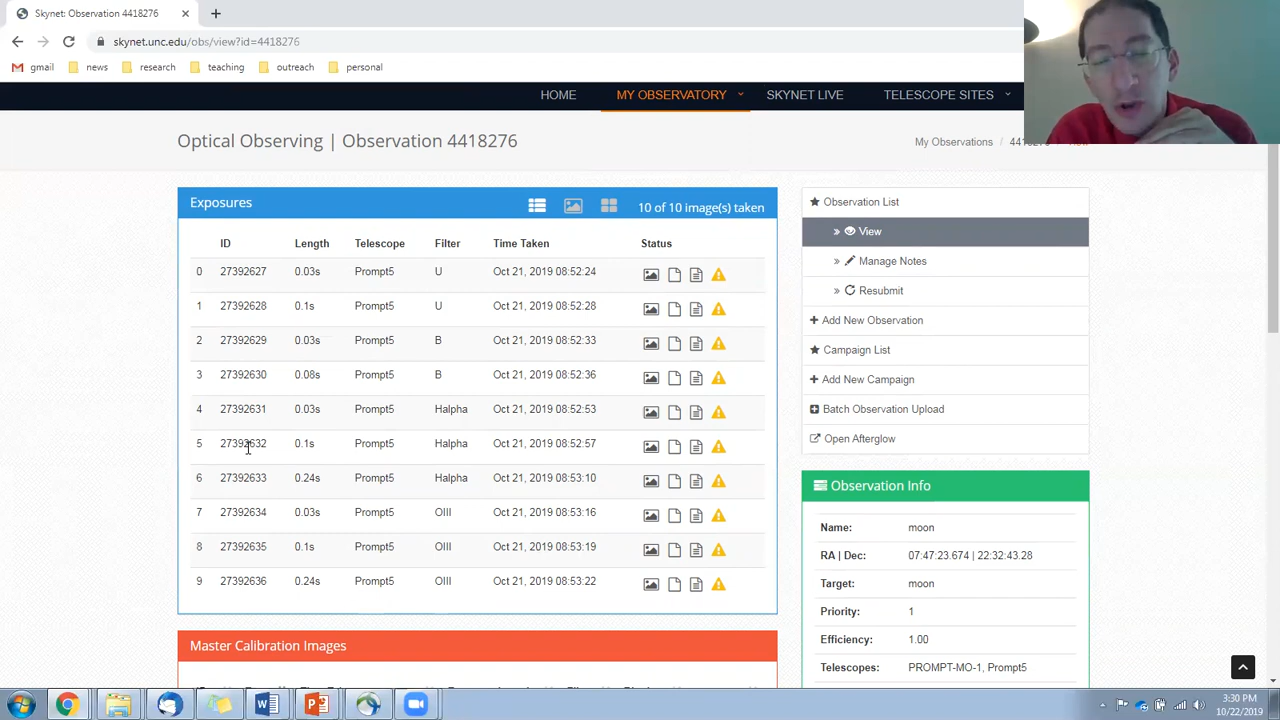 Skynet: Observation 4418276
skynet.unc.edu/obs/view?id=4418276
gmail news research teaching outreach personal
HOME MY OBSERVATORY SKYNET LIVE TELESCOPE SITES
Optical Observing | Observation 4418276
My Observations / 
Exposures 10 of 10 image(s) taken
ID Length Telescope Filter Time Taken Status
0 27392627 0.03s Prompt5 U Oct 21, 2019 08:52:24
1 27392628 0.1s Prompt5 U Oct 21, 2019 08:52:28
2 27392629 0.03s Prompt5 B Oct 21, 2019 08:52:33
3 27392630 0.08s Prompt5 B Oct 21, 2019 08:52:36
4 27392631 0.03s Prompt5 Halpha Oct 21, 2019 08:52:53
5 27392632 0.1s Prompt5 Halpha Oct 21, 2019 08:52:57
6 27392633 0.24s Prompt5 Halpha Oct 21, 2019 08:53:10
7 27392634 0.03s Prompt5 OIII Oct 21, 2019 08:53:16
8 27392635 0.1s Prompt5 OIII Oct 21, 2019 08:53:19
9 27392636 0.24s Prompt5 OIII Oct 21, 2019 08:53:22
Master Calibration Images
Observation List
» View
» Manage Notes
» Resubmit
Add New Observation
Campaign List
Add New Campaign
Batch Observation Upload
Open Afterglow
Observation Info
Name: moon
RA | Dec: 07:47:23.674 | 22:32:43.28
Target: moon
Priority: 1
Efficiency: 1.00
Telescopes: PROMPT-MO-1, Prompt5
3:30 PM
10/22/2019